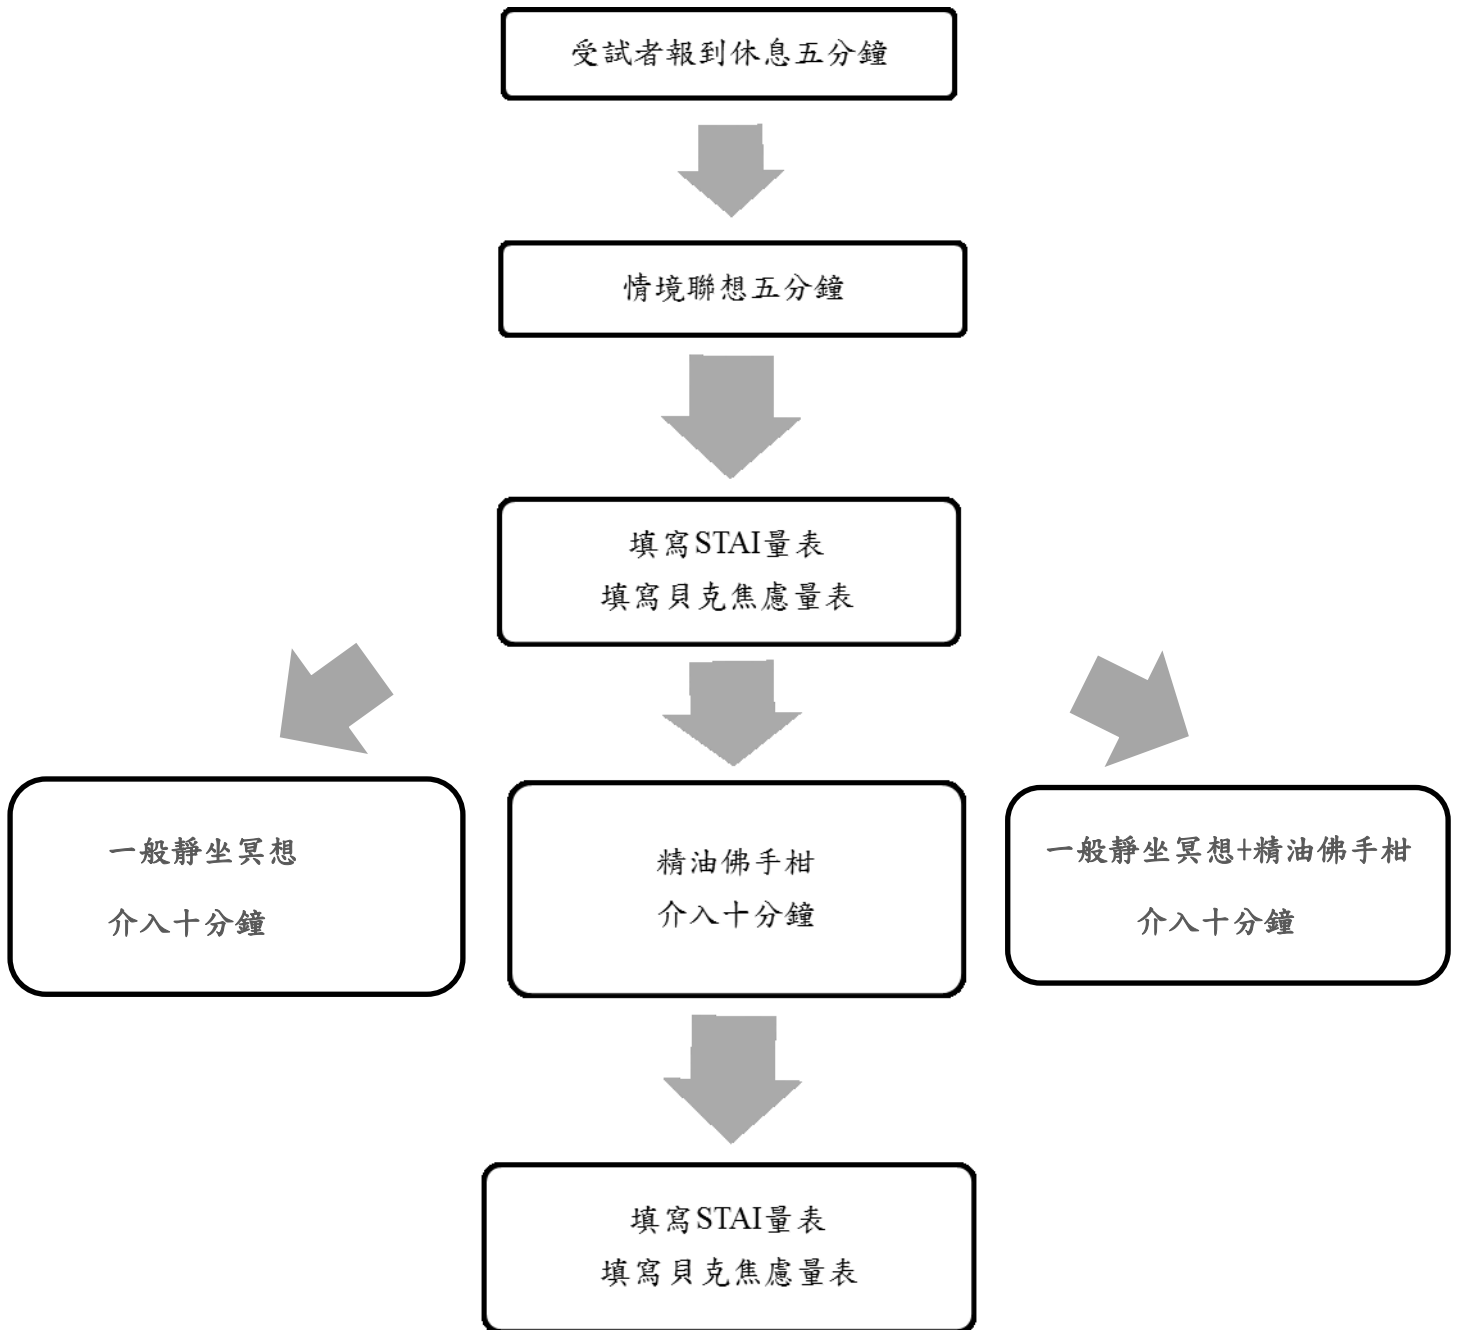 受試者報到休息五分鐘
情境聯想五分鐘
填寫STAI量表
填寫貝克焦慮量表
一般靜坐冥想
介入十分鐘
精油佛手柑
介入十分鐘
一般靜坐冥想+精油佛手柑
介入十分鐘
填寫STAI量表
填寫貝克焦慮量表